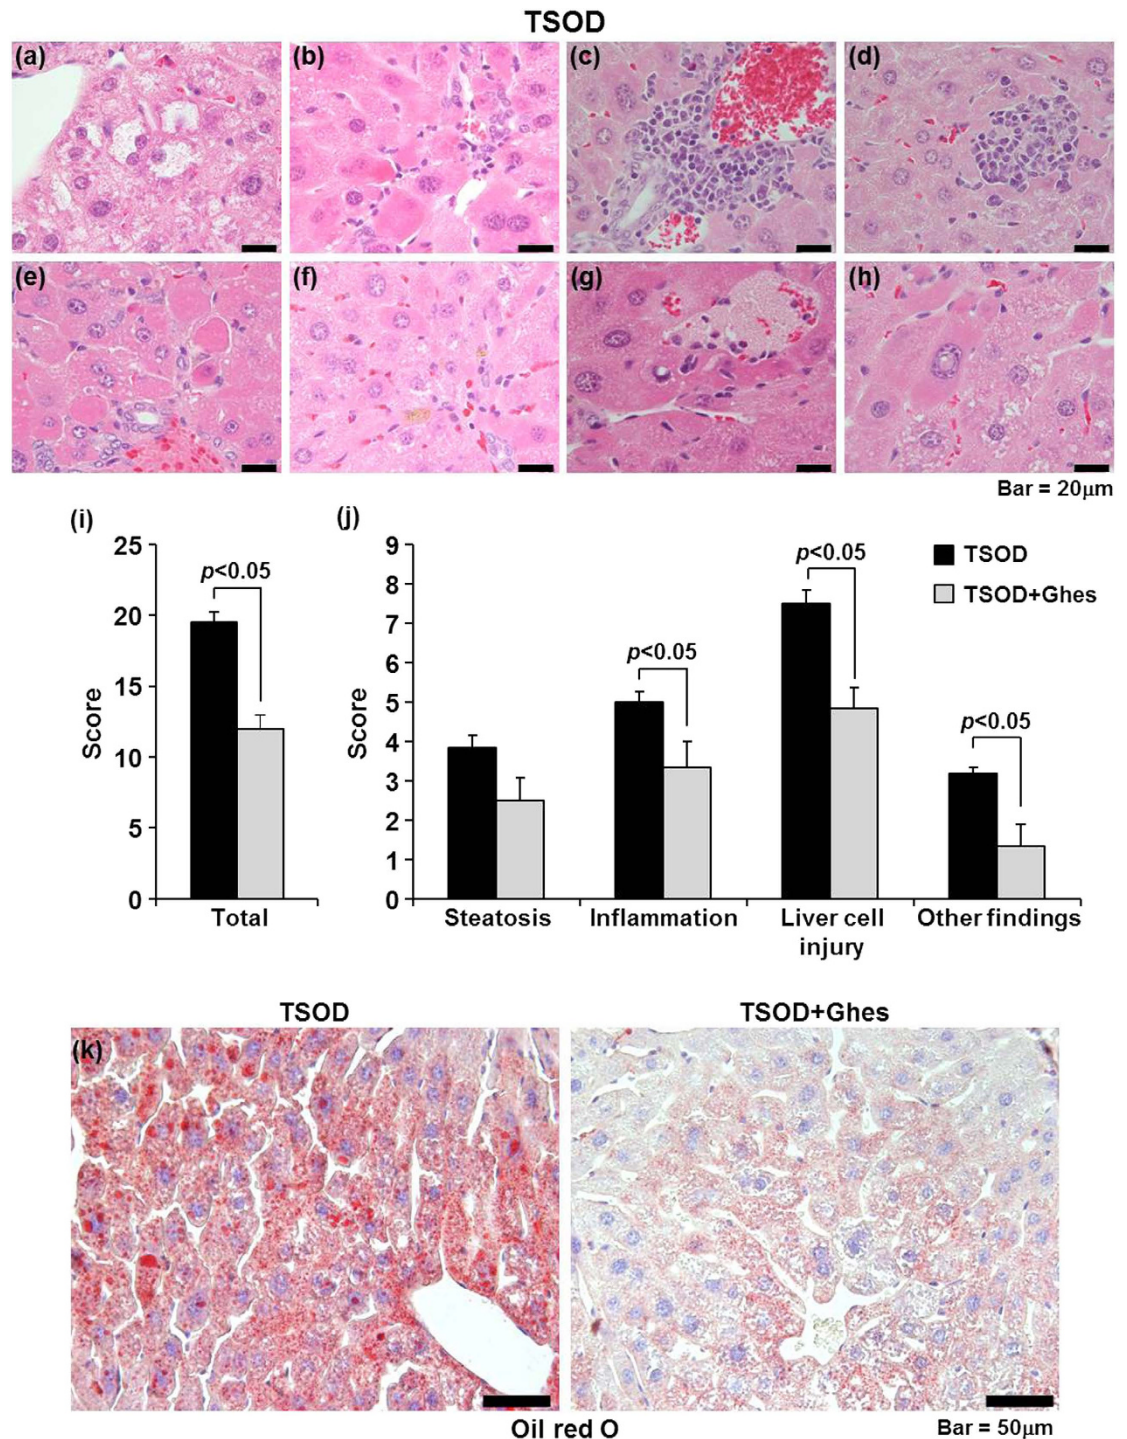 TSOD
(a) (b) (c) (d)
(e) (f) (g) (h)
Bar = 20μm
(i) (j)
25
20
15
10
5
0
Score
p<0.05
Total
9
8
7
6
5
4
3
2
1
0
Score
p<0.05
p<0.05
p<0.05
TSOD
TSOD+Ghes
Steatosis Inflammation Liver cell injury Other findings
TSOD TSOD+Ghes
(k)
Oil red O Bar = 50μm